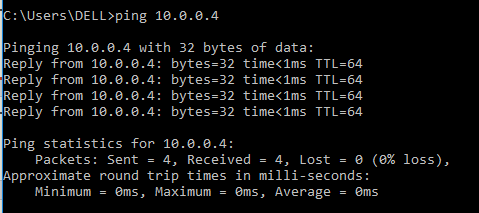 C:\Users\DELL>ping 10.0.0.4
Pinging 10.0.0.4 with 32 bytes of data:
Reply from 10.0.0.4: bytes=32 time<1ms TTL=64
Reply from 10.0.0.4: bytes=32 time<1ms TTL=64
Reply from 10.0.0.4: bytes=32 time<1ms TTL=64
Reply from 10.0.0.4: bytes=32 time<1ms TTL=64
Ping statistics for 10.0.0.4:
    Packets: Sent = 4, Received = 4, Lost = 0 (0% loss),
Approximate round trip times in milli-seconds:
    Minimum = 0ms, Maximum = 0ms, Average = 0ms